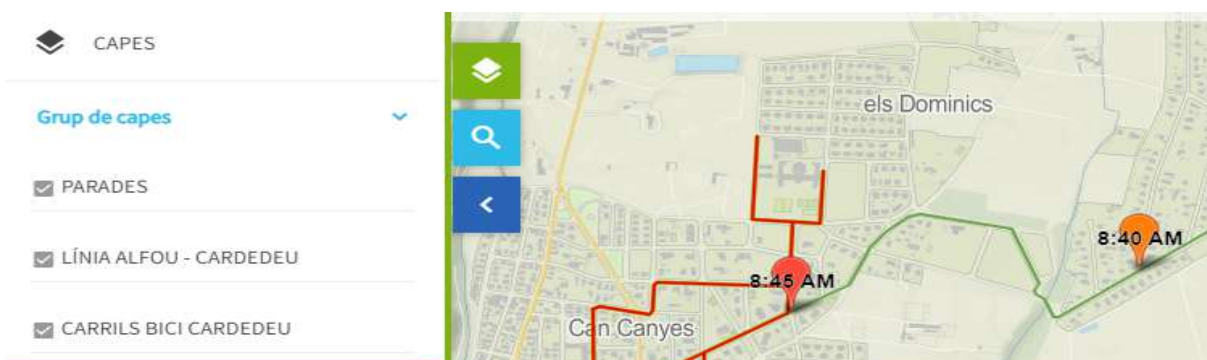 CAPES
Grup de capes
PARADES
LÍNIA ALFOU - CARDEDEU
CARRILS BICI CARDEDEU
els Dominics
8:40 AM
8:45 AM
Can Canyes